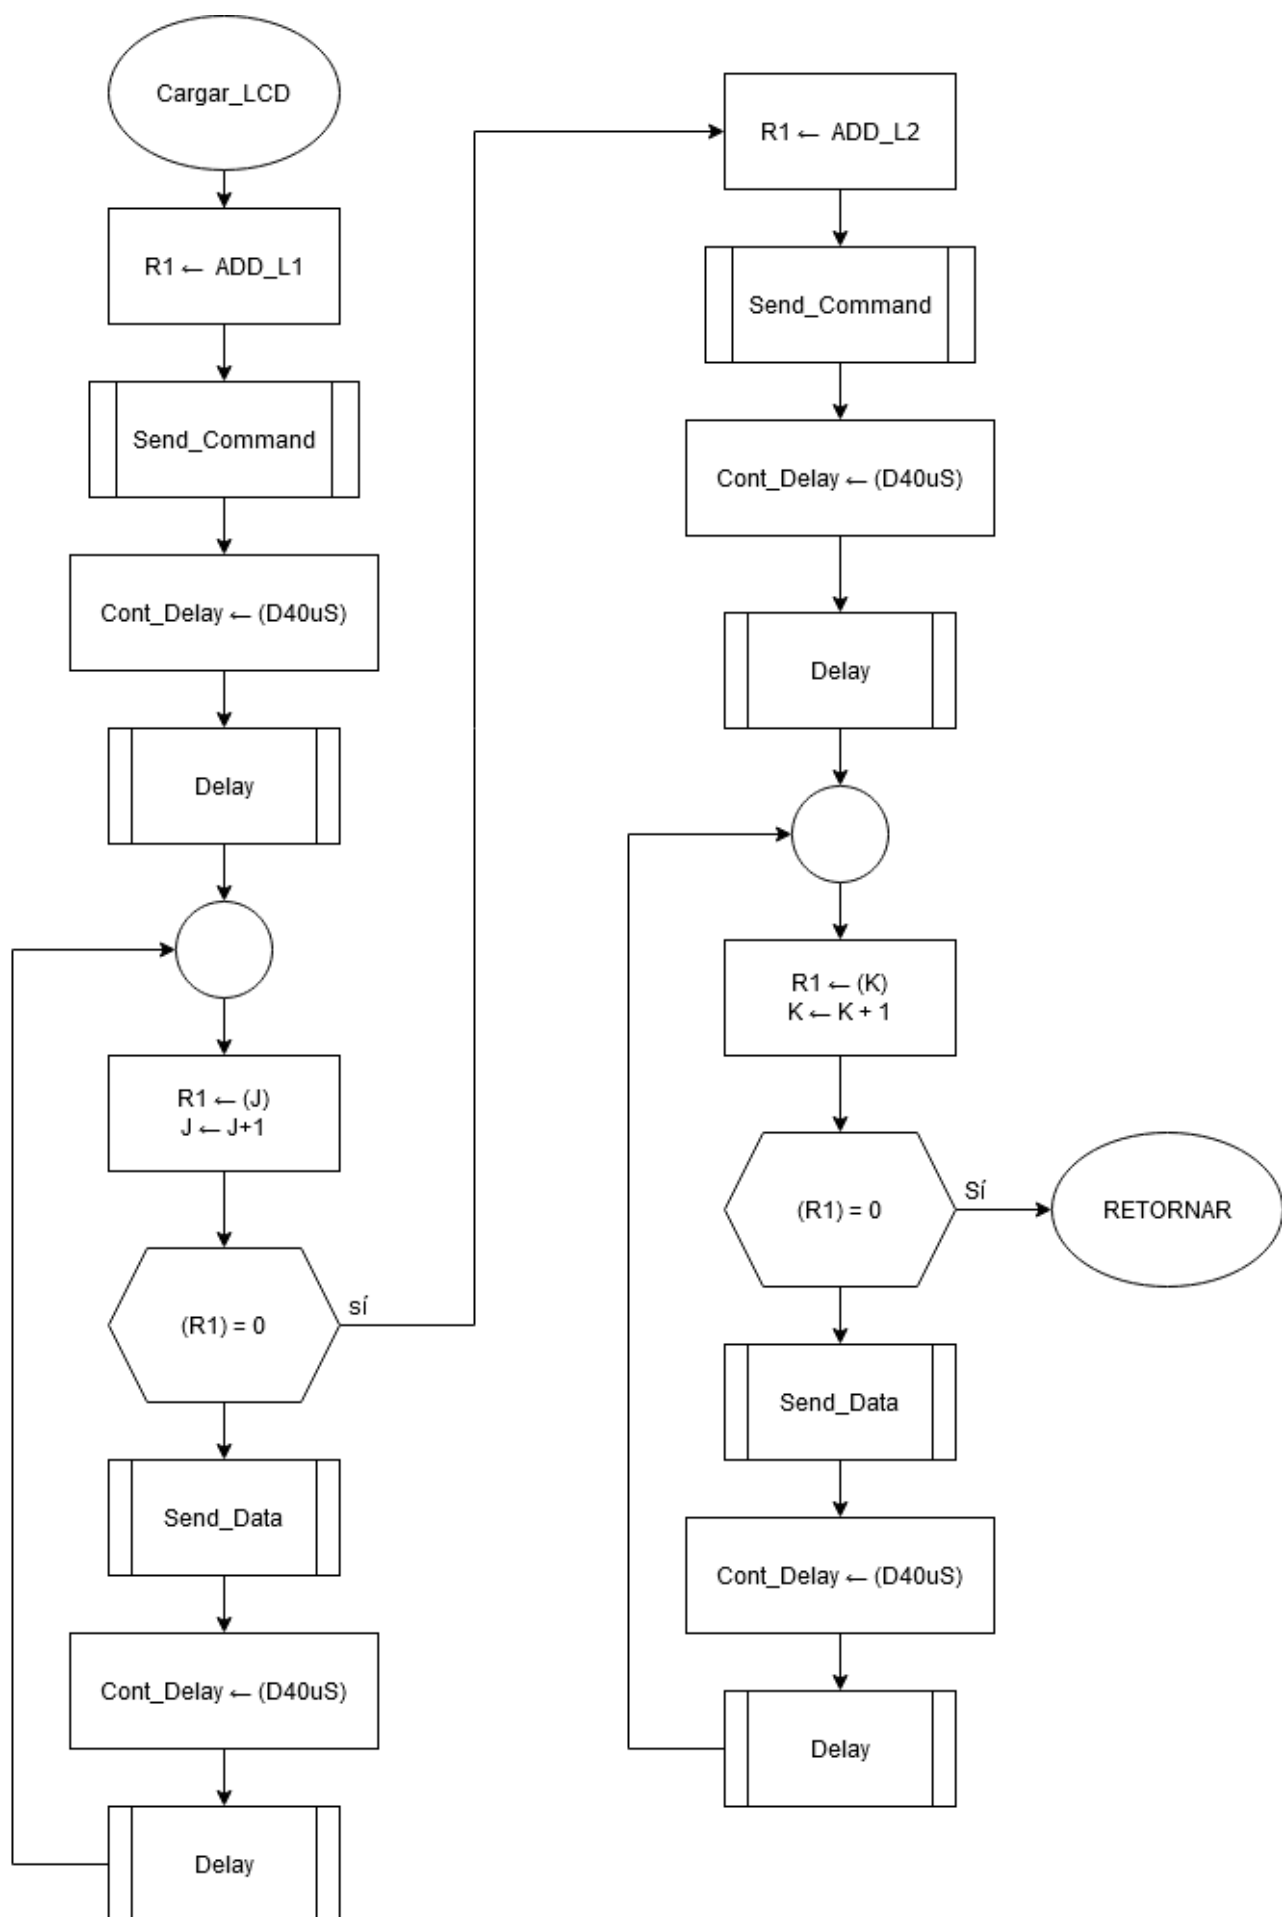 Cargar_LCD
R1 ← ADD_L1
Send_Command
Cont_Delay ← (D40uS)
Delay
R1 ← (J)
J ← J+1
(R1) = 0
sí
Send_Data
Cont_Delay ← (D40uS)
Delay
R1 ← ADD_L2
Send_Command
Cont_Delay ← (D40uS)
Delay
R1 ← (K)
K ← K + 1
(R1) = 0
Sí
RETORNAR
Send_Data
Cont_Delay ← (D40uS)
Delay